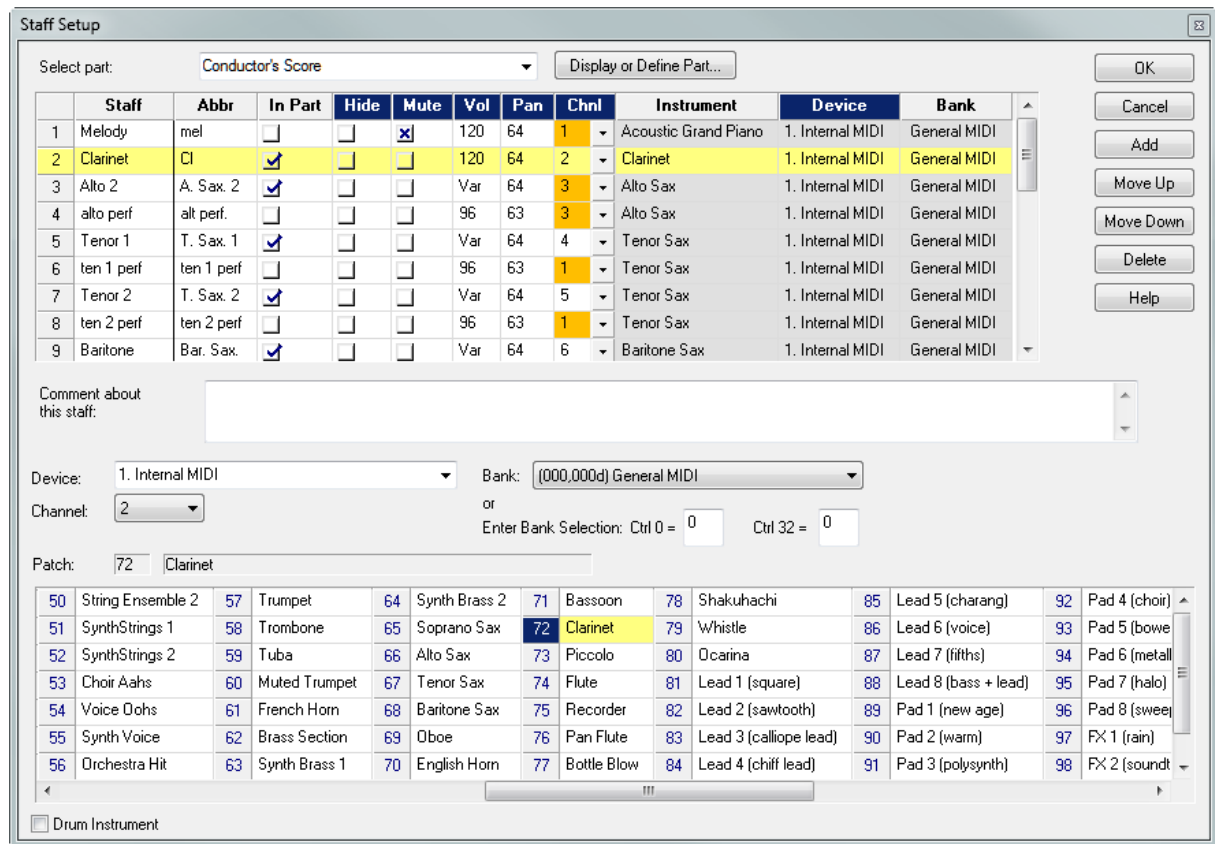 Staff Setup
Select part: Conductor's Score Display or Define Part... OK
Staff Abbr In Part Hide Mute Vol Pan Chnl Instrument Device Bank Cancel
1 Melody mel 120 64 1 Acoustic Grand Piano 1. Internal MIDI General MIDI
Add
2 Clarinet Cl 120 64 2 Clarinet 1. Internal MIDI General MIDI
3 Alto 2 A. Sax. 2 Var 64 3 Alto Sax 1. Internal MIDI General MIDI Move Up
4 alto perf alt perf. 96 63 3 Alto Sax 1. Internal MIDI General MIDI Move Down
5 Tenor 1 T. Sax. 1 Var 64 4 Tenor Sax 1. Internal MIDI General MIDI
6 ten 1 perf ten 1 perf 96 63 1 Tenor Sax 1. Internal MIDI General MIDI Delete
7 Tenor 2 T. Sax. 2 Var 64 5 Tenor Sax 1. Internal MIDI General MIDI Help
8 ten 2 perf ten 2 perf 96 63 1 Tenor Sax 1. Internal MIDI General MIDI
9 Baritone Bar. Sax. Var 64 6 Baritone Sax 1. Internal MIDI General MIDI
Comment about
this staff:
Device: 1. Internal MIDI Bank: (000,000d) General MIDI
Channel: 2 or
Enter Bank Selection: Ctrl 0 = 0 Ctrl 32 = 0
Patch: 72 Clarinet
50 String Ensemble 2 57 Trumpet 64 Synth Brass 2 71 Bassoon 78 Shakuhachi 85 Lead 5 (charang) 92 Pad 4 (choir)
51 SynthStrings 1 58 Trombone 65 Soprano Sax 72 Clarinet 79 Whistle 86 Lead 6 (voice) 93 Pad 5 (bowe
52 SynthStrings 2 59 Tuba 66 Alto Sax 73 Piccolo 80 Ocarina 87 Lead 7 (fifths) 94 Pad 6 (metall
53 Choir Aahs 60 Muted Trumpet 67 Tenor Sax 74 Flute 81 Lead 1 (square) 88 Lead 8 (bass + lead) 95 Pad 7 (halo)
54 Voice Oohs 61 French Horn 68 Baritone Sax 75 Recorder 82 Lead 2 (sawtooth) 89 Pad 1 (new age) 96 Pad 8 (sweep
55 Synth Voice 62 Brass Section 69 Oboe 76 Pan Flute 83 Lead 3 (calliope lead) 90 Pad 2 (warm) 97 FX 1 (rain)
56 Orchestra Hit 63 Synth Brass 1 70 English Horn 77 Bottle Blow 84 Lead 4 (chiff lead) 91 Pad 3 (polysynth) 98 FX 2 (soundt
Drum Instrument